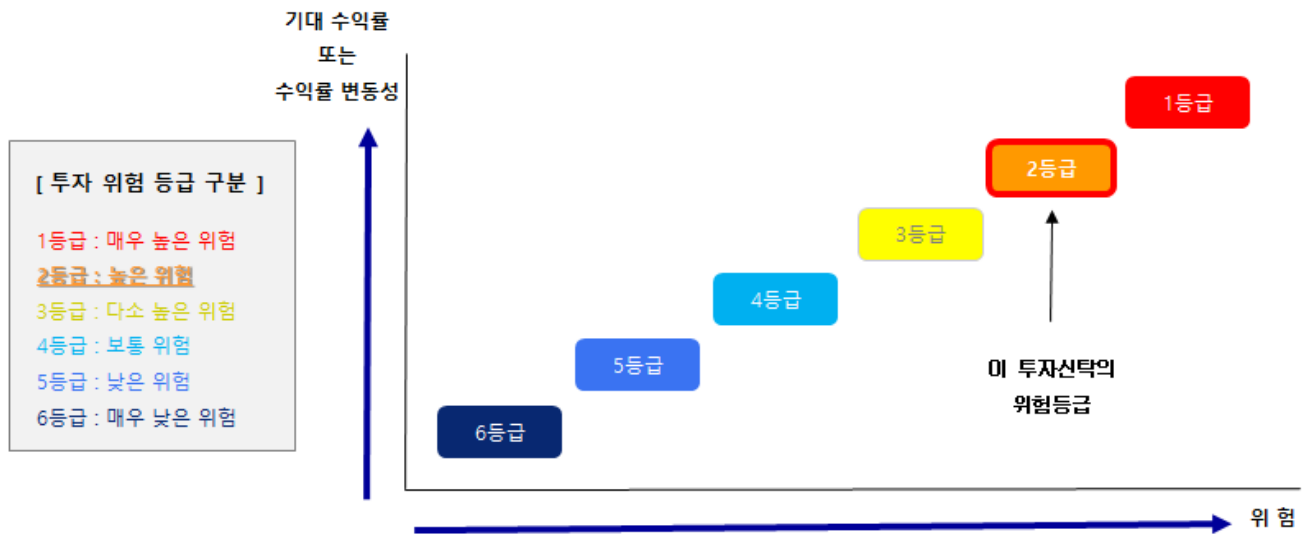 기대 수익률
또는
수익률 변동성
[ 투자 위험 등급 구분 ]
1등급 : 매우 높은 위험
2등급 : 높은 위험
3등급 : 다소 높은 위험
4등급 : 보통 위험
5등급 : 낮은 위험
6등급 : 매우 낮은 위험
1등급
2등급
3등급
4등급
5등급
6등급
이 투자신탁의
위험등급
위 험